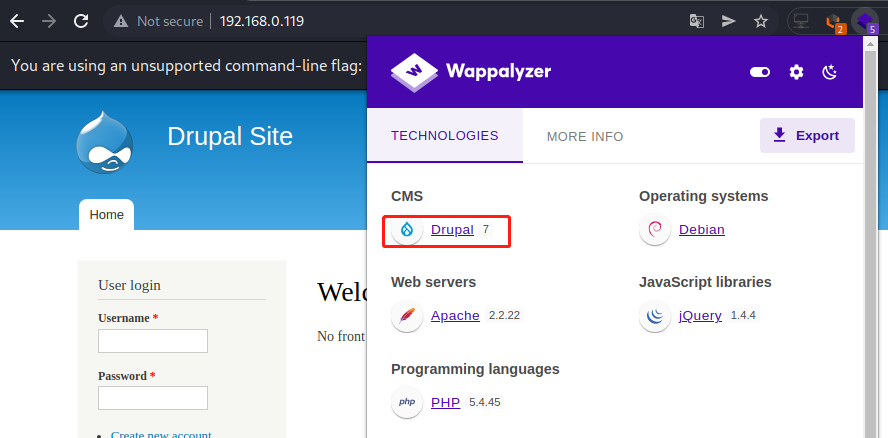 Not secure | 192.168.0.119
2
5
You are using an unsupported command-line flag:
Wappalyzer
Drupal Site
Home
TECHNOLOGIES
MORE INFO
Export
CMS
Drupal 7
Operating systems
Debian
Web servers
Apache 2.2.22
JavaScript libraries
jQuery 1.4.4
Programming languages
php
PHP 5.4.45
User login
Username *
Password *
Create new account
Welc
No front